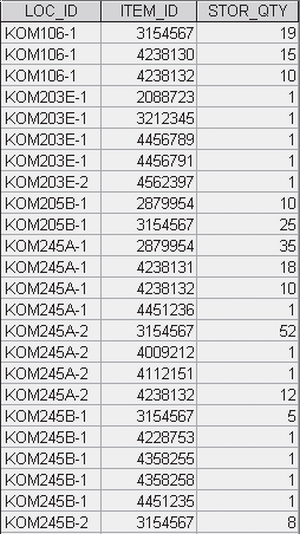 LOC_ID ITEM_ID STOR_QTY
KOM106-1 3154567 19
KOM106-1 4238130 15
KOM106-1 4238132 10
KOM203E-1 2088723 1
KOM203E-1 3212345 1
KOM203E-1 4456789 1
KOM203E-1 4456791 1
KOM203E-2 4562397 1
KOM205B-1 2879954 10
KOM205B-1 3154567 25
KOM245A-1 2879954 35
KOM245A-1 4238131 18
KOM245A-1 4238132 10
KOM245A-1 4451236 1
KOM245A-2 3154567 52
KOM245A-2 4009212 1
KOM245A-2 4112151 1
KOM245A-2 4238132 12
KOM245B-1 3154567 5
KOM245B-1 4228753 1
KOM245B-1 4358255 1
KOM245B-1 4358258 1
KOM245B-1 4451235 1
KOM245B-2 3154567 8